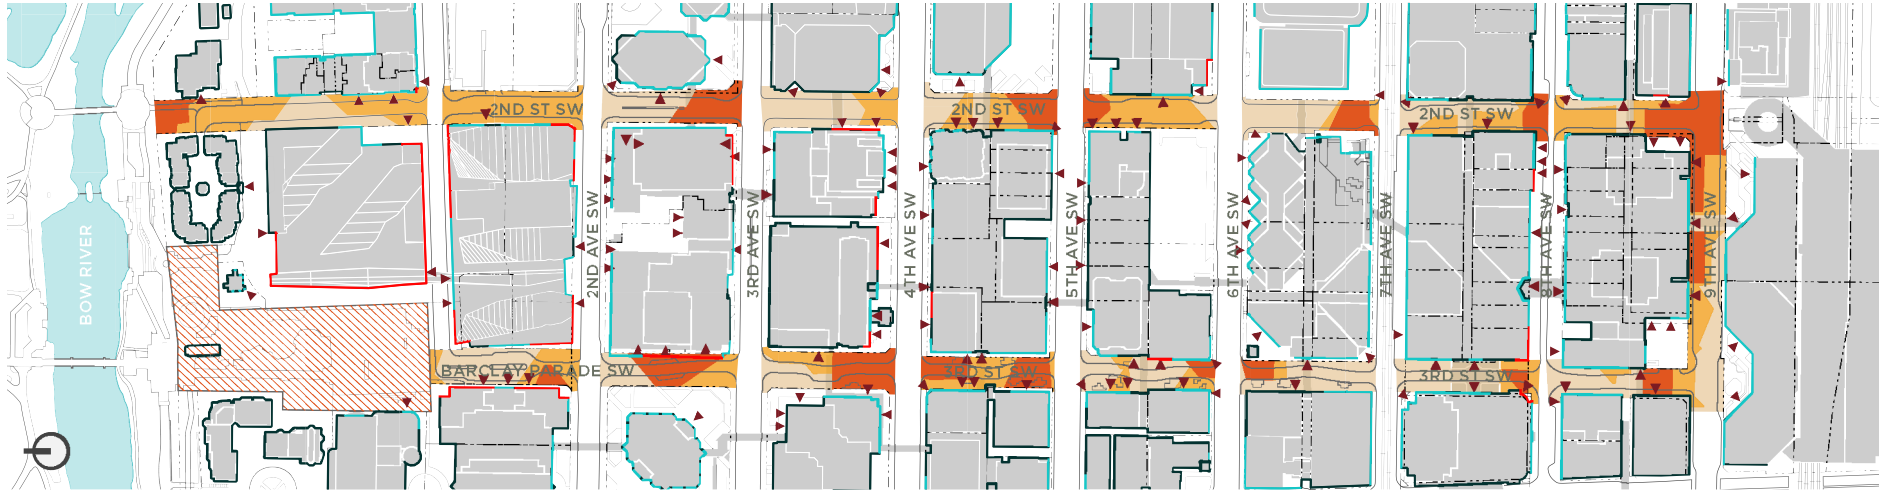 2ND ST SW
2ND ST SW
2ND ST SW
BOW RIVER
2ND AVE SW
3RD AVE SW
4TH AVE SW
5TH AVE SW
6TH AVE SW
7TH AVE SW
8TH AVE SW
9TH AVE SW
BARCLAY PARADE SW
3RD ST SW
3RD ST SW